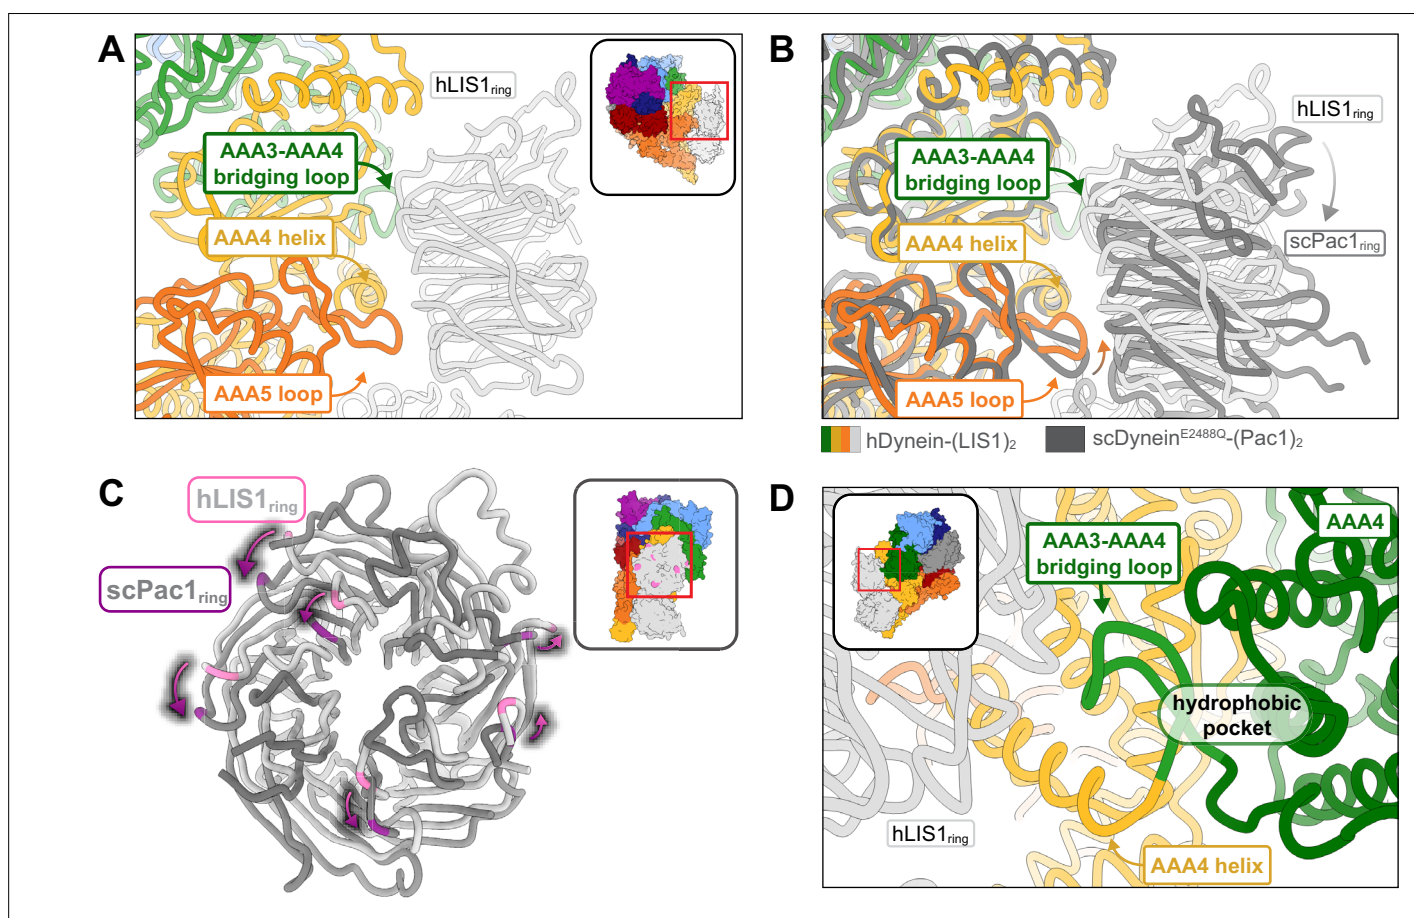 A
hLIS1ring
AAA3-AAA4
bridging loop
AAA4 helix
AAA5 loop
B
hLIS1ring
AAA3-AAA4
bridging loop
scPac1ring
AAA4 helix
AAA5 loop
hDynein-(LIS1)2
scDyneinE2488Q-(Pac1)2
C
hLIS1ring
scPac1ring
D
AAA3-AAA4
bridging loop
AAA4
hydrophobic
pocket
hLIS1ring
AAA4 helix